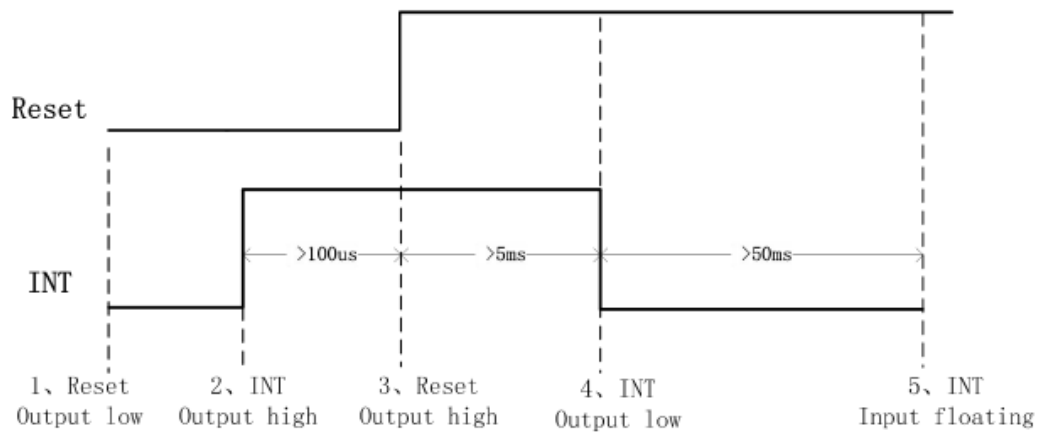 Reset
>100us
>5ms
>50ms
INT
1、Reset
Output low
2、INT
Output high
3、Reset
Output high
4、INT
Output low
5、INT
Input floating